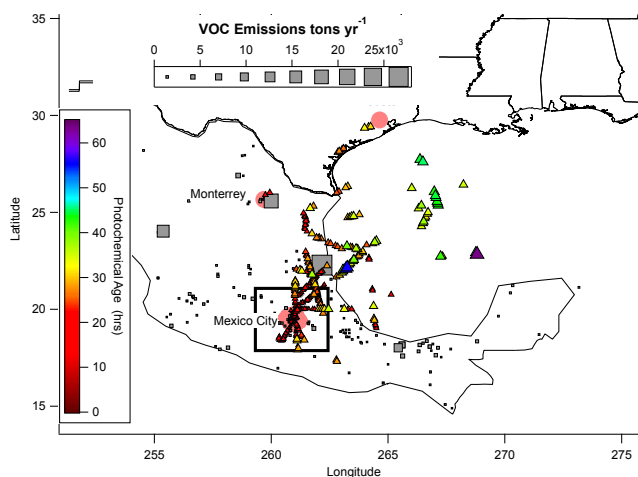 VOC Emissions tons yr-1
0 5 10 15 20 25x10³
35
30
25
20
15
Latitude
60
50
40
30
20
10
0
Photochemical Age (hrs)
Monterrey
Mexico City
255 260 265 270 275
Longitude